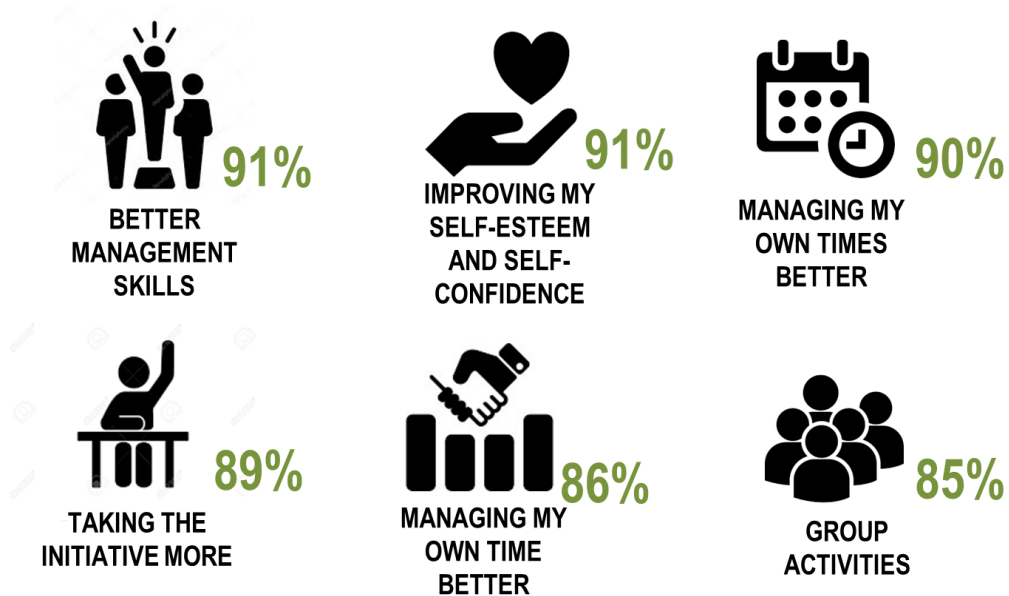 91%
BETTER
MANAGEMENT
SKILLS
91%
IMPROVING MY
SELF-ESTEEM
AND SELF-
CONFIDENCE
90%
MANAGING MY
OWN TIMES
BETTER
89%
TAKING THE
INITIATIVE MORE
86%
MANAGING MY
OWN TIME
BETTER
85%
GROUP
ACTIVITIES